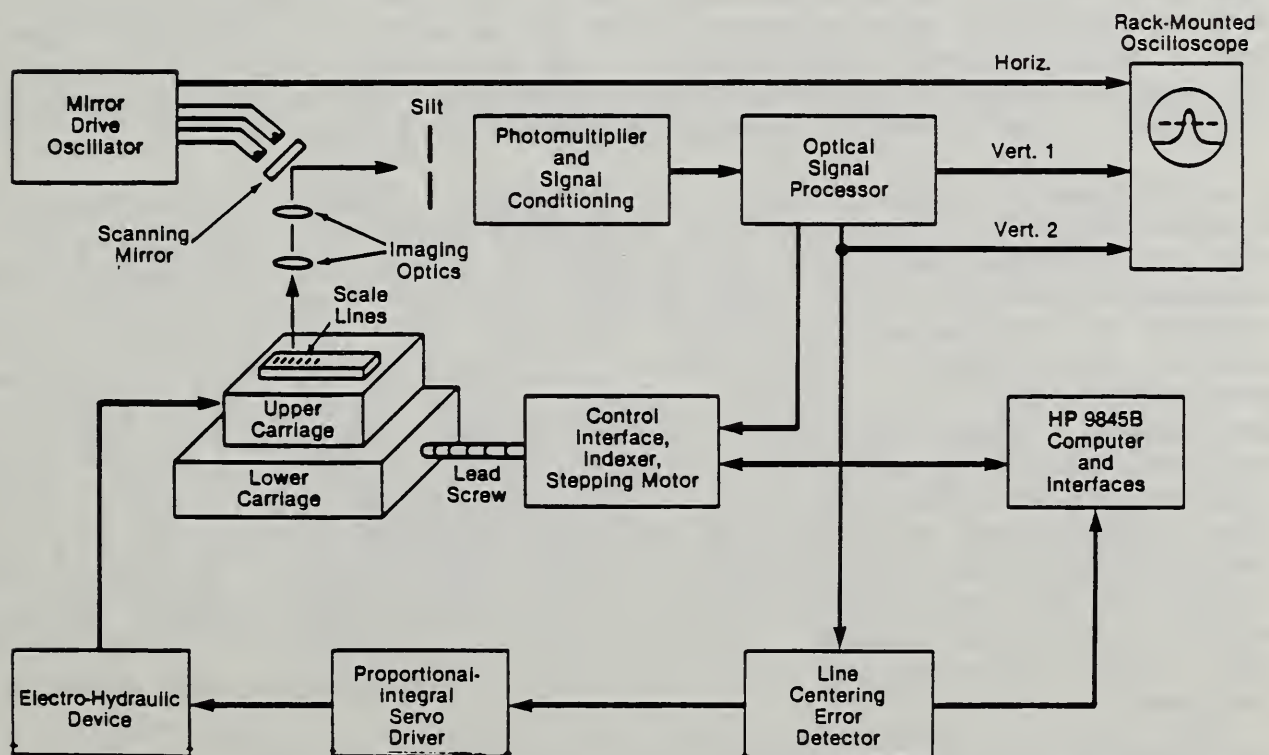 Rack-Mounted
Oscilloscope
Horiz.
Mirror
Drive
Oscillator
Silt
Photomultiplier
and
Signal
Conditioning
Optical
Signal
Processor
Vert. 1
Vert. 2
Scanning
Mirror
Imaging
Optics
Scale
Lines
Upper
Carriage
Lower
Carriage
Lead
Screw
Control
Interface,
Indexer,
Stepping Motor
HP 9845B
Computer
and
Interfaces
Electro-Hydraulic
Device
Proportional-
Integral
Servo
Driver
Line
Centering
Error
Detector